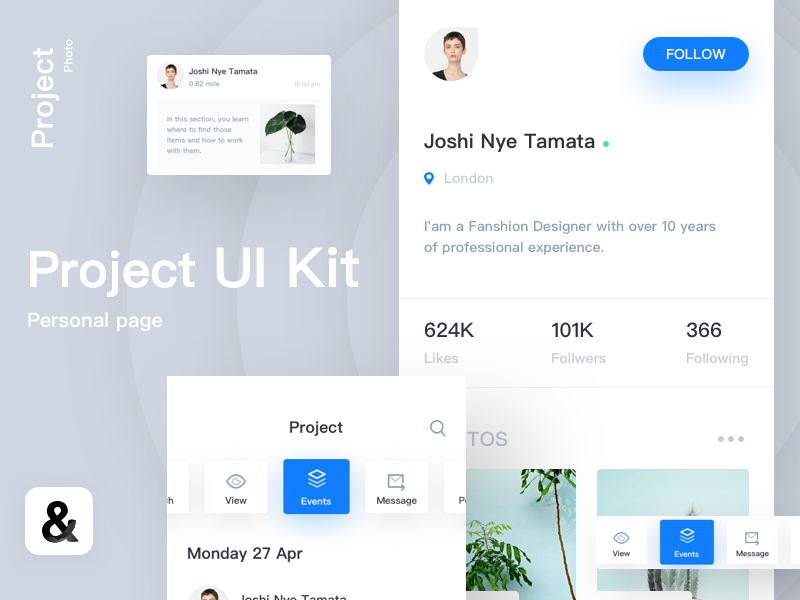 Project
Photo
Joshi Nye Tamata
0.82 mile
10:00 pm
In this section, you learn
where to find those
items and how to work
with them.
Project UI Kit
Personal page
&
FOLLOW
Joshi Nye Tamata
London
I'am a Fanshion Designer with over 10 years
of professional experience.
624K
101K
366
Likes
Follwers
Following
TOS
Project
View
Events
Message
Monday 27 Apr
Joshi Nye Tamata
View
Events
Message